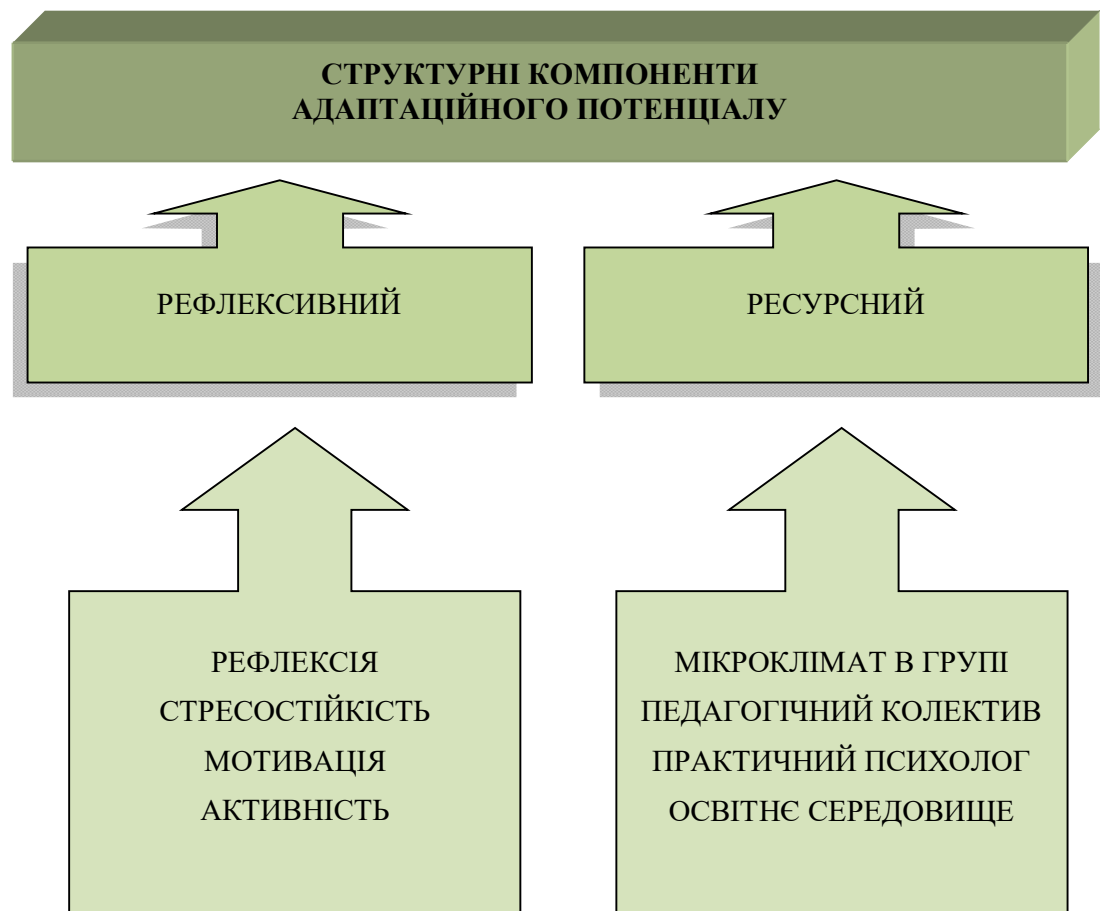 СТРУКТУРНІ КОМПОНЕНТИ
АДАПТАЦІЙНОГО ПОТЕНЦІАЛУ
РЕФЛЕКСИВНИЙ
РЕСУРСНИЙ
РЕФЛЕКСІЯ
СТРЕСОСТІЙКІСТЬ
МОТИВАЦІЯ
АКТИВНІСТЬ
МІКРОКЛІМАТ В ГРУПІ
ПЕДАГОГІЧНИЙ КОЛЕКТИВ
ПРАКТИЧНИЙ ПСИХОЛОГ
ОСВІТНЄ СЕРЕДОВИЩЕ